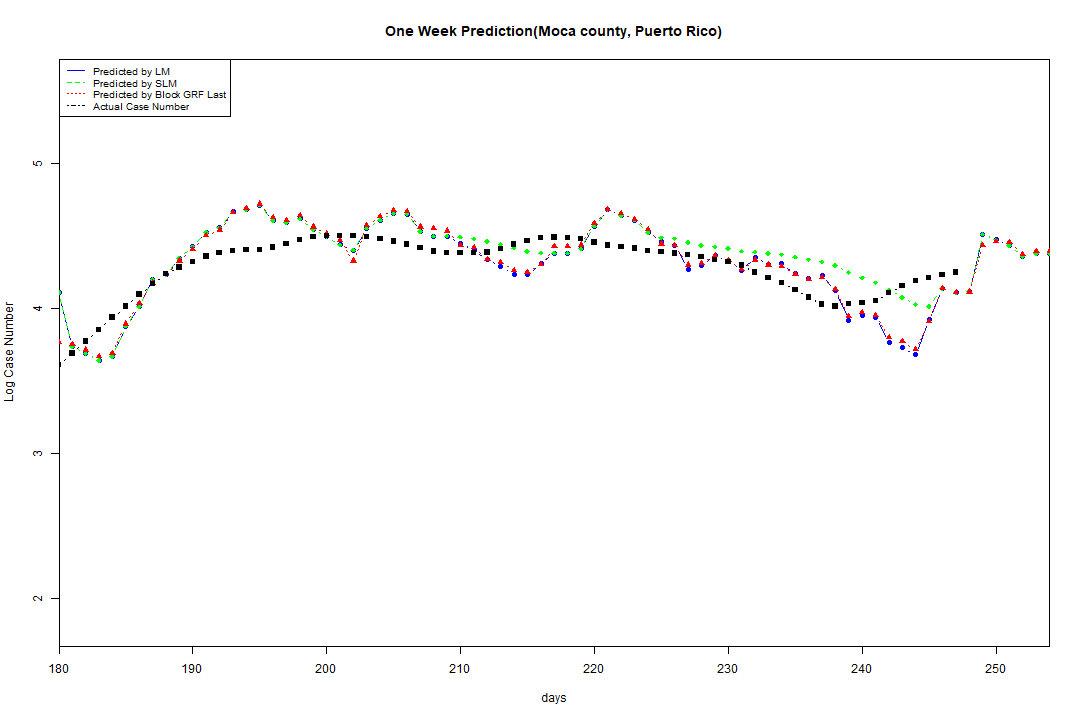 One Week Prediction(Moca county, Puerto Rico)
Predicted by LM
Predicted by SLM
Predicted by Block GRF Last
Actual Case Number
5
4
3
2
Log Case Number
180 190 200 210 220 230 240 250
days